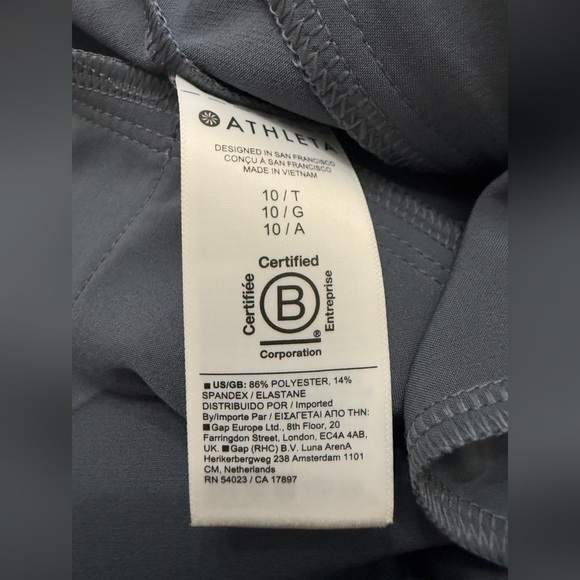 ATHLETA
DESIGNED IN SAN FRANCISCO
CONÇU À SAN FRANCISCO
MADE IN VIETNAM
10 / T
10 / G
10 / A
Certified
Certifiée
B
Entreprise
®
Corporation
■ US/GB: 86% POLYESTER, 14%
SPANDEX / ELASTANE
DISTRIBUIDO POR / Imported
By/Importe Par / ΕΙΣΑΓΕΤΑΙ ΑΠΟ ΤΗΝ:
■Gap Europe Ltd., 8th Floor, 20
Farringdon Street, London, EC4A 4AB,
UK. ■Gap (RHC) B.V. Luna ArenA
Herikerbergweg 238 Amsterdam 1101
CM, Netherlands
RN 54023 / CA 17897